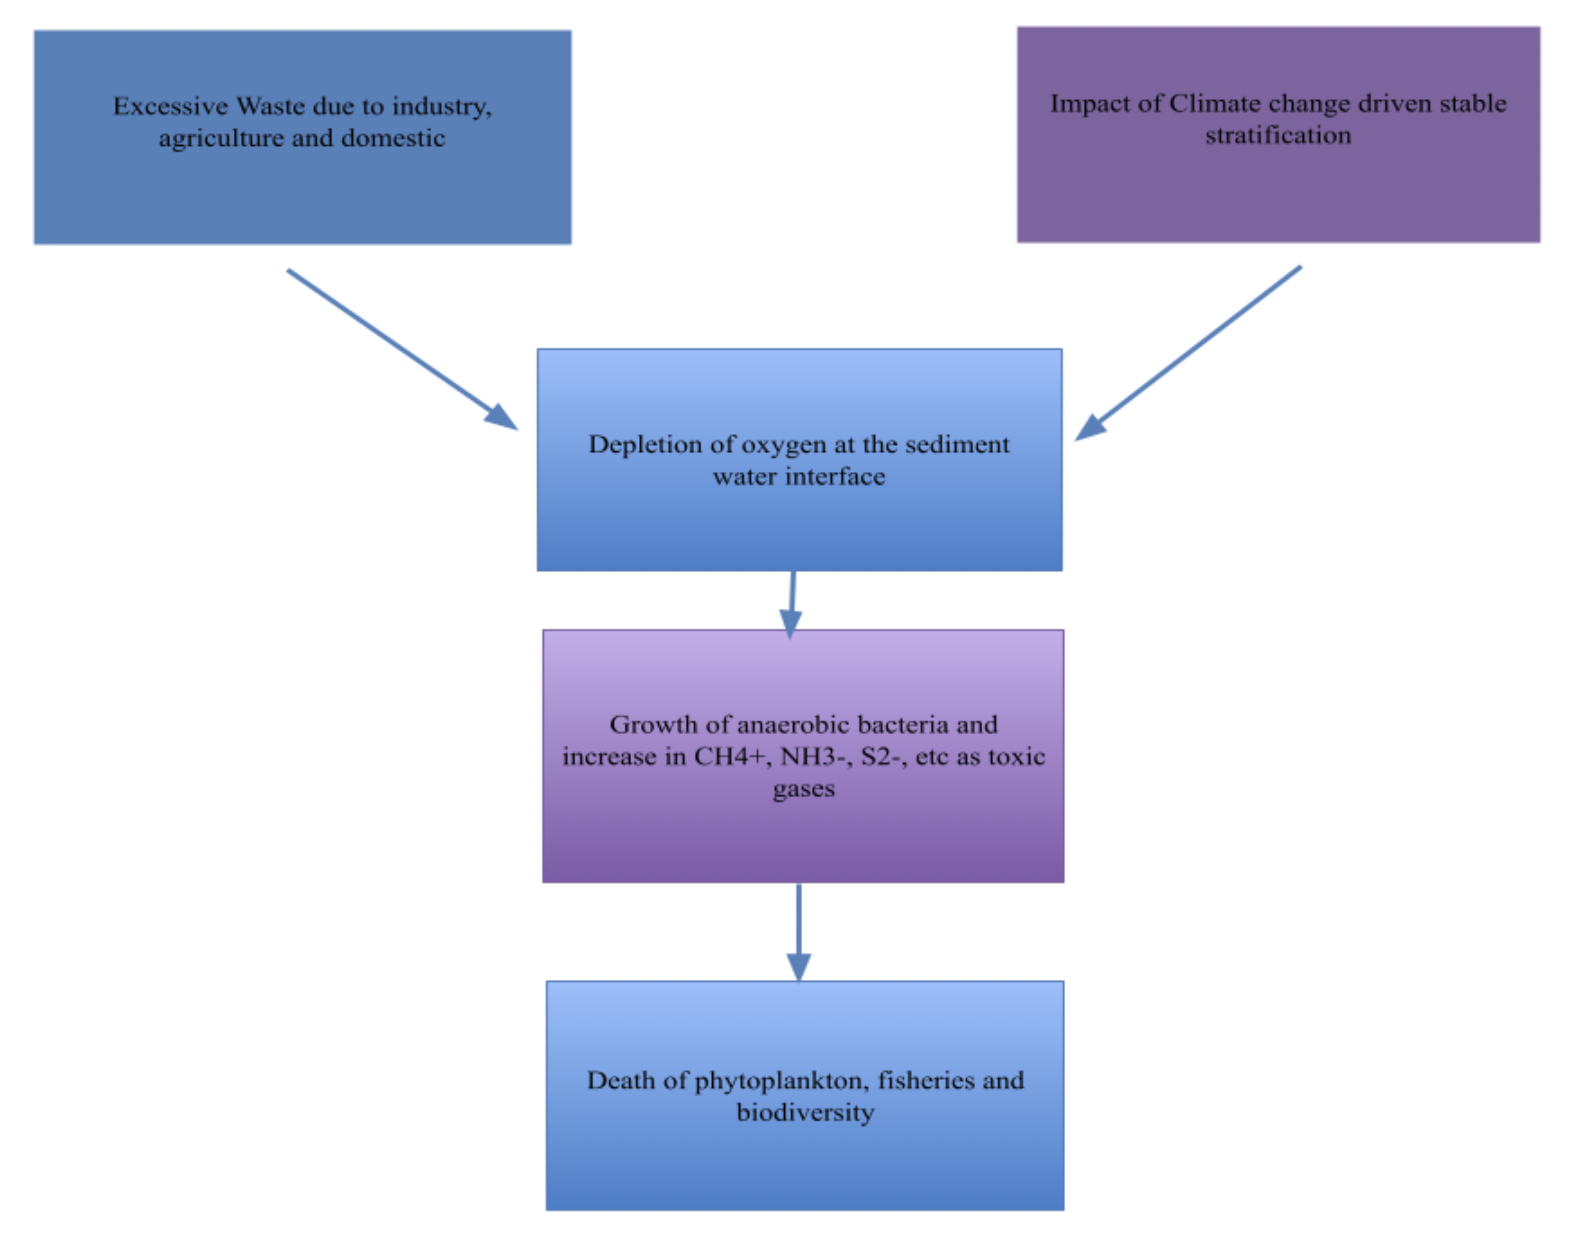 Excessive Waste due to industry,
agriculture and domestic
Impact of Climate change driven stable
stratification
Depletion of oxygen at the sediment
water interface
Growth of anaerobic bacteria and
increase in CH4+, NH3-, S2-, etc as toxic
gases
Death of phytoplankton, fisheries and
biodiversity